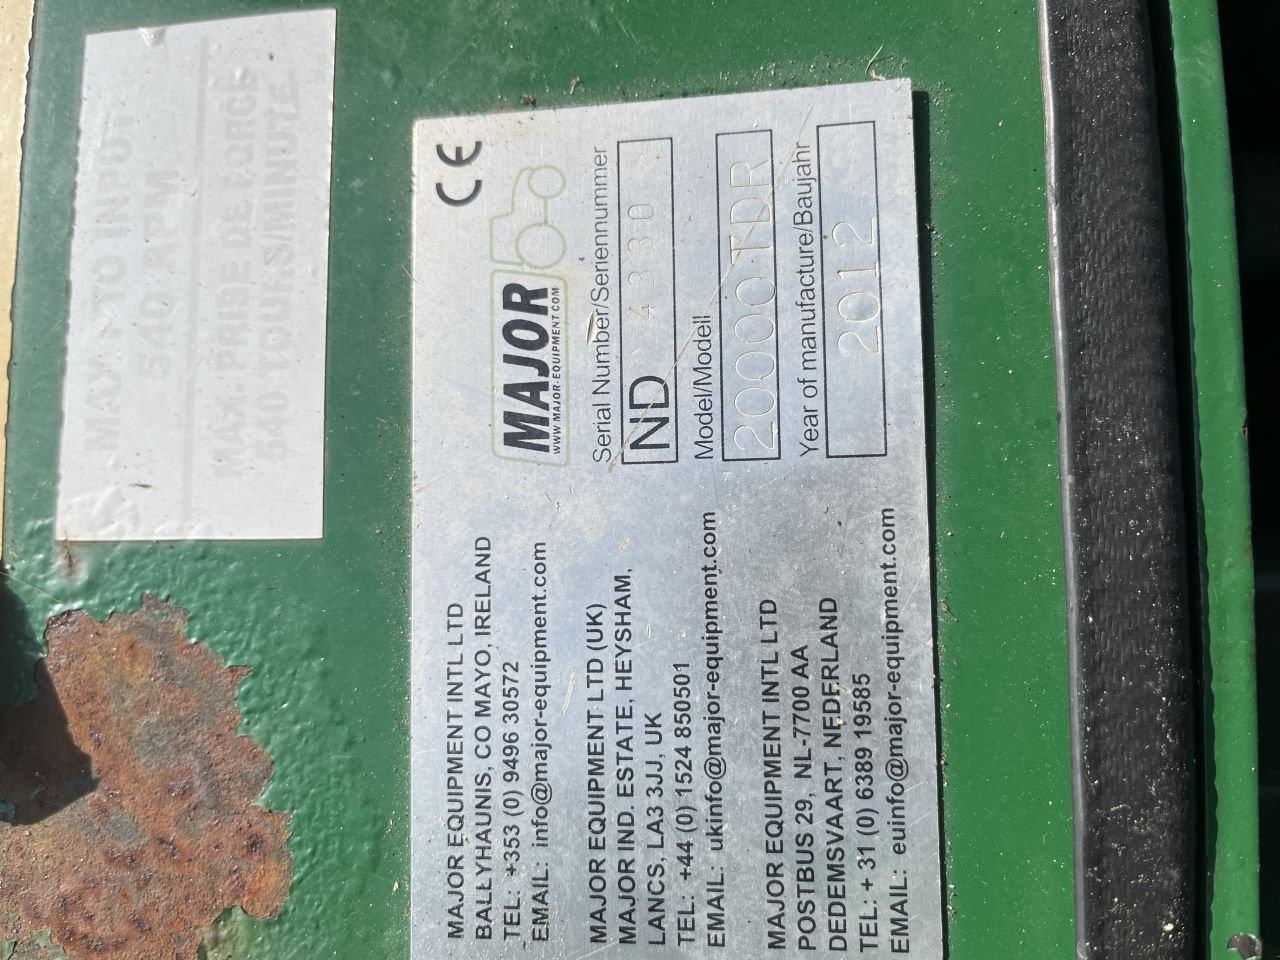 MAX. PTO INPUT
540 RPM
MAX. PRISE DE FORCE
540 TOURS/MINUTE
CE
MAJOR
WWW.MAJOR-EQUIPMENT.COM
Serial Number/Seriennummer
ND 4330
Model/Modell
20000TDR
Year of manufacture/Baujahr
2012
MAJOR EQUIPMENT INTL LTD
BALLYHAUNIS, CO MAYO, IRELAND
TEL: +353 (0) 9496 30572
EMAIL: info@major-equipment.com
MAJOR EQUIPMENT LTD (UK)
MAJOR IND. ESTATE, HEYSHAM,
LANCS, LA3 3JJ, UK
TEL: +44 (0) 1524 850501
EMAIL: ukinfo@major-equipment.com
MAJOR EQUIPMENT INTL LTD
POSTBUS 29, NL-7700 AA
DEDEMSVAART, NEDERLAND
TEL: + 31 (0) 6389 19585
EMAIL: euinfo@major-equipment.com